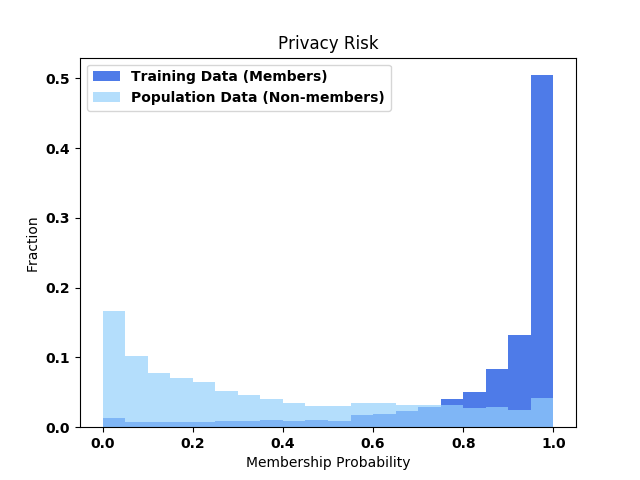 Privacy Risk
Training Data (Members)
Population Data (Non-members)
Fraction
0.5
0.4
0.3
0.2
0.1
0.0
0.0 0.2 0.4 0.6 0.8 1.0
Membership Probability